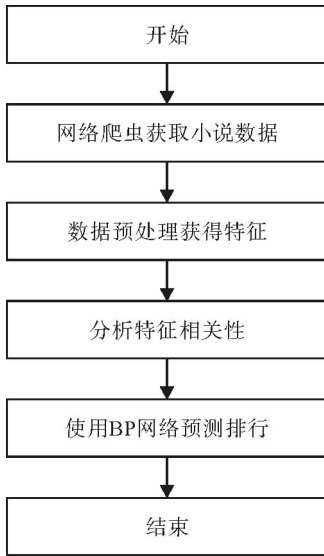 开始
网络爬虫获取小说数据
数据预处理获得特征
分析特征相关性
使用BP网络预测排行
结束